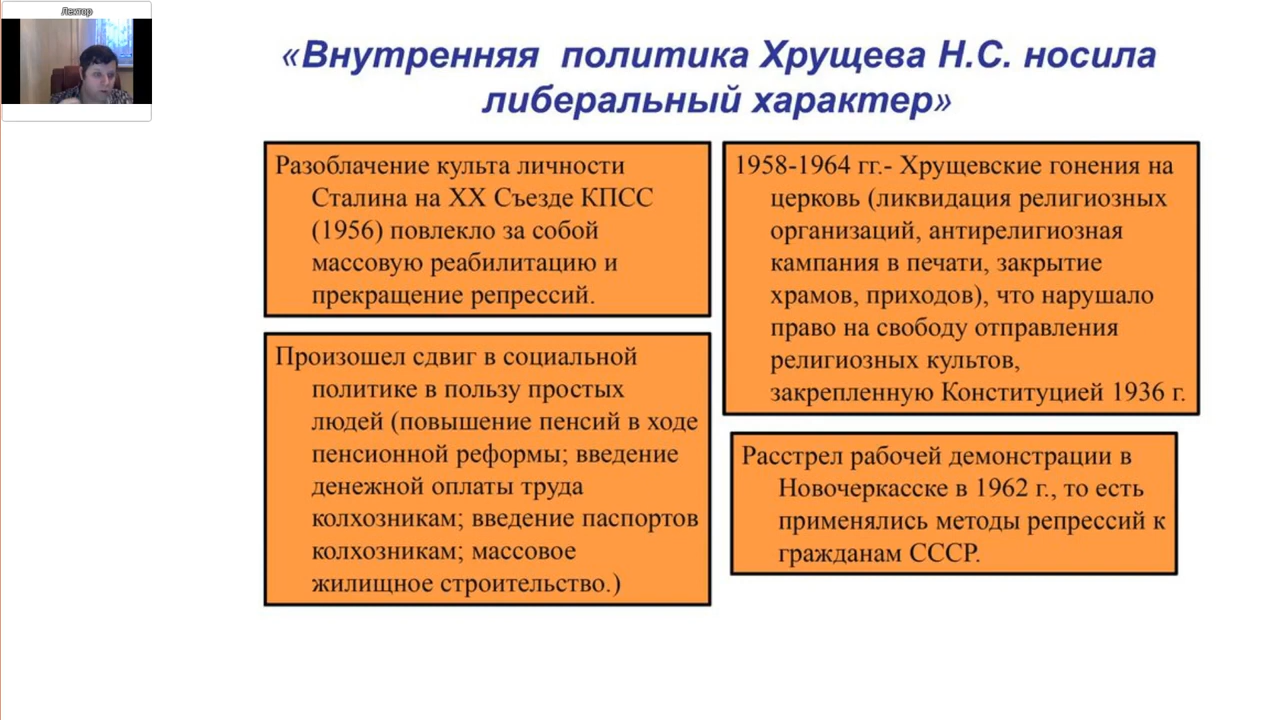 Лектор
«Внутренняя политика Хрущева Н.С. носила
либеральный характер»
Разоблачение культа личности
Сталина на XX Съезде КПСС
(1956) повлекло за собой
массовую реабилитацию и
прекращение репрессий.
Произошел сдвиг в социальной
политике в пользу простых
людей (повышение пенсий в ходе
пенсионной реформы; введение
денежной оплаты труда
колхозникам; введение паспортов
колхозникам; массовое
жилищное строительство.)
1958-1964 гг.- Хрущевские гонения на
церковь (ликвидация религиозных
организаций, антирелигиозная
кампания в печати, закрытие
храмов, приходов), что нарушало
право на свободу отправления
религиозных культов,
закрепленную Конституцией 1936 г.
Расстрел рабочей демонстрации в
Новочеркасске в 1962 г., то есть
применялись методы репрессий к
гражданам СССР.